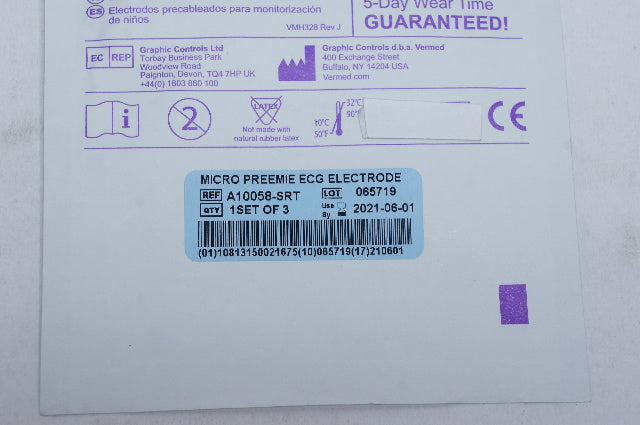 5-Day Wear Time
GUARANTEED!
ES Electrodos precableados para monitorización
de niños
VMH328 Rev J
EC REP
Graphic Controls Ltd
Torbay Business Park
Woodview Road
Paignton, Devon, TQ4 7HP UK
+44(0) 1603 860 100
Graphic Controls d.b.a. Vermed
400 Exchange Street
Buffalo, NY 14204 USA
Vermed.com
i
2
LATEX
Not made with
natural rubber latex
32°C
90°
10°C
50°F
CE
MICRO PREEMIE ECG ELECTRODE
REF A10058-SRT LOT 065719
QTY 1SET OF 3 Use By 2021-06-01
(01)10813150021675(10)065719(17)210601